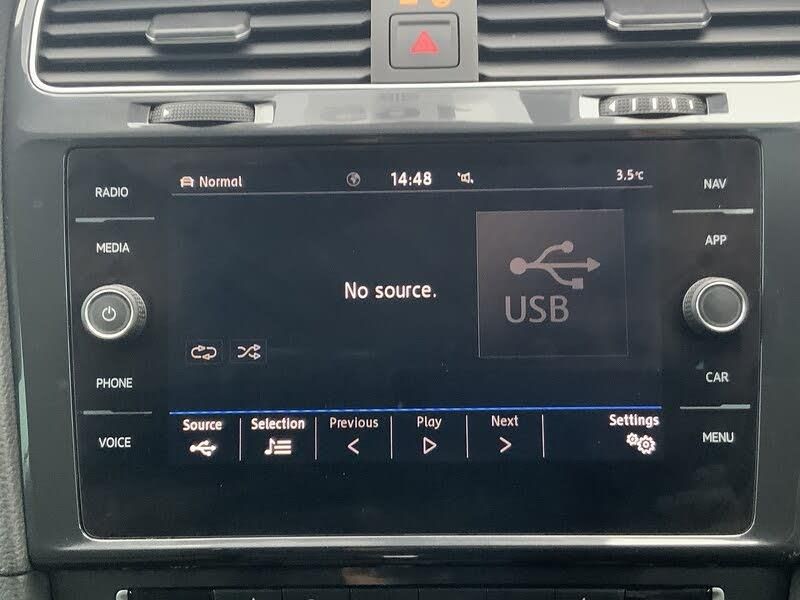 Normal 14:48 3.5°C
RADIO
NAV
MEDIA
APP
No source.
USB
PHONE
CAR
Source Selection Previous Play Next Settings
VOICE
MENU